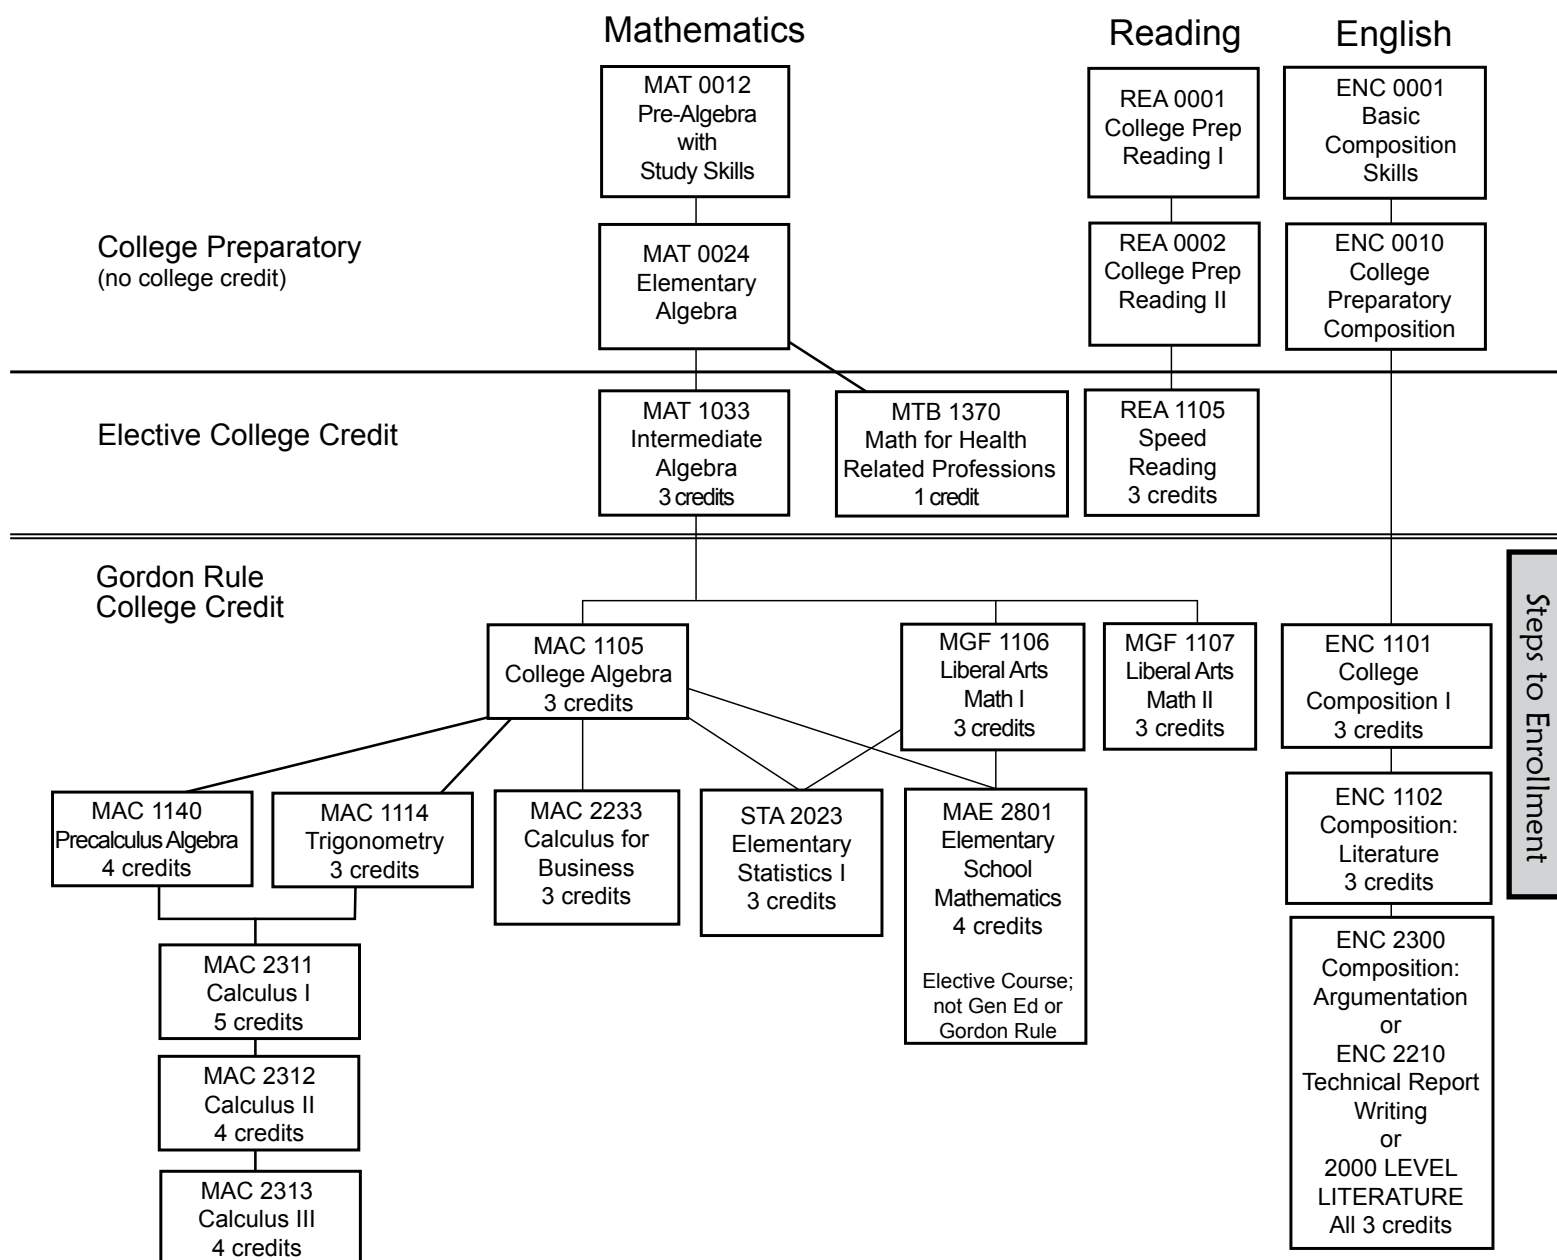 Mathematics
Reading
English
MAT 0012
Pre-Algebra
with
Study Skills
REA 0001
College Prep
Reading I
ENC 0001
Basic
Composition
Skills
College Preparatory
(no college credit)
MAT 0024
Elementary
Algebra
REA 0002
College Prep
Reading II
ENC 0010
College
Preparatory
Composition
Elective College Credit
MAT 1033
Intermediate
Algebra
3 credits
MTB 1370
Math for Health
Related Professions
1 credit
REA 1105
Speed
Reading
3 credits
Gordon Rule
College Credit
MAC 1105
College Algebra
3 credits
MGF 1106
Liberal Arts
Math I
3 credits
MGF 1107
Liberal Arts
Math II
3 credits
ENC 1101
College
Composition I
3 credits
Steps to Enrollment
MAC 1140
Precalculus Algebra
4 credits
MAC 1114
Trigonometry
3 credits
MAC 2233
Calculus for
Business
3 credits
STA 2023
Elementary
Statistics I
3 credits
MAE 2801
Elementary
School
Mathematics
4 credits
Elective Course;
not Gen Ed or
Gordon Rule
ENC 1102
Composition:
Literature
3 credits
MAC 2311
Calculus I
5 credits
ENC 2300
Composition:
Argumentation
or
ENC 2210
Technical Report
Writing
or
2000 LEVEL
LITERATURE
All 3 credits
MAC 2312
Calculus II
4 credits
MAC 2313
Calculus III
4 credits